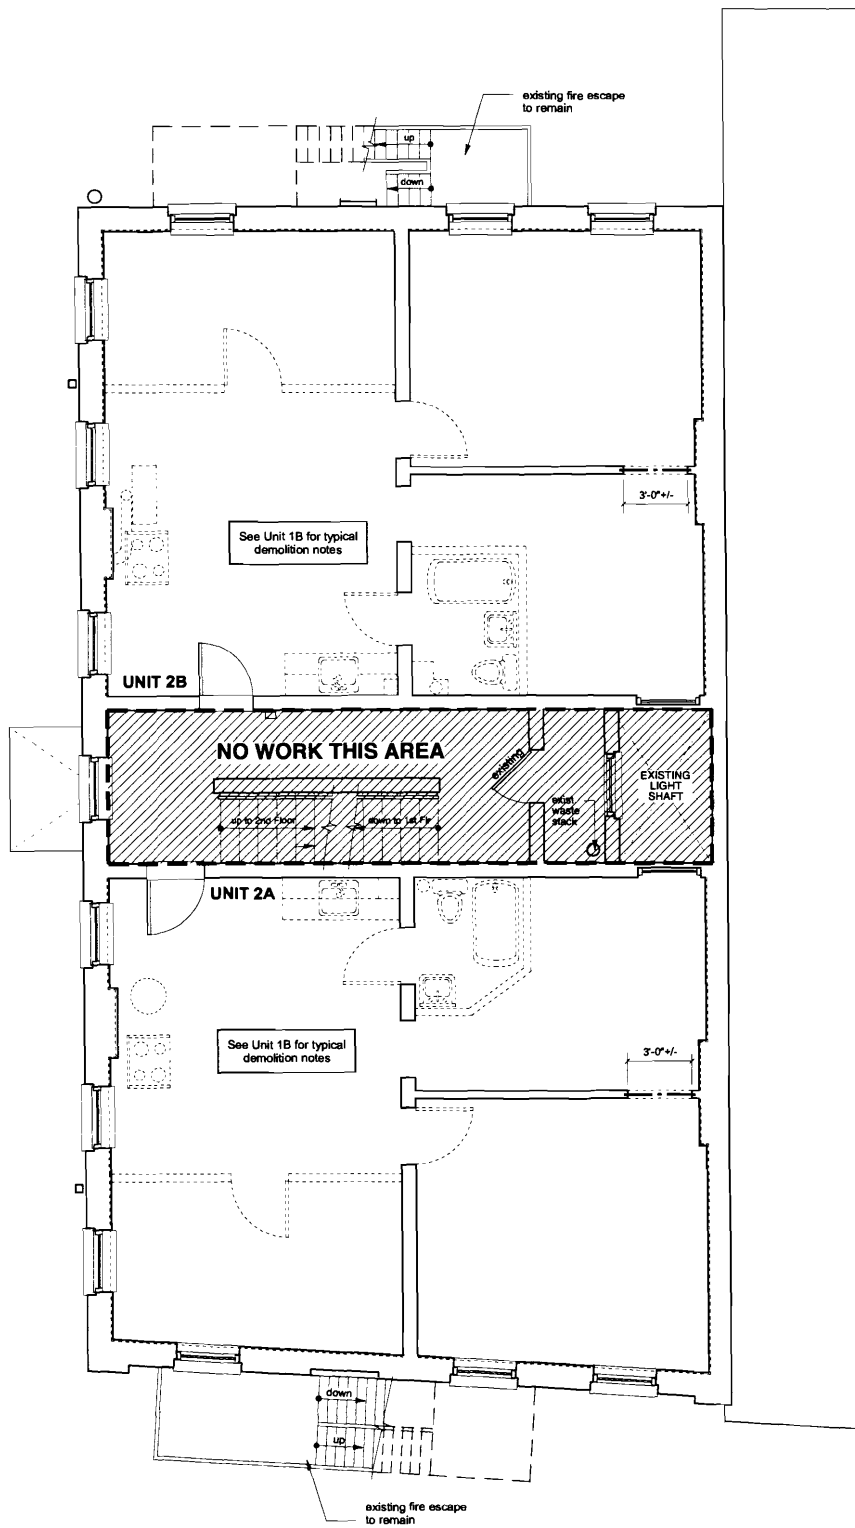 existing fire escape
to remain
up
down
3'-0"+/-
See Unit 1B for typical
demolition notes
UNIT 2B
NO WORK THIS AREA
existing
EXISTING
LIGHT
SHAFT
exist
waste
stack
up to 2nd Floor
down to 1st Flr
UNIT 2A
See Unit 1B for typical
demolition notes
3'-0"+/-
down
up
existing fire escape
to remain